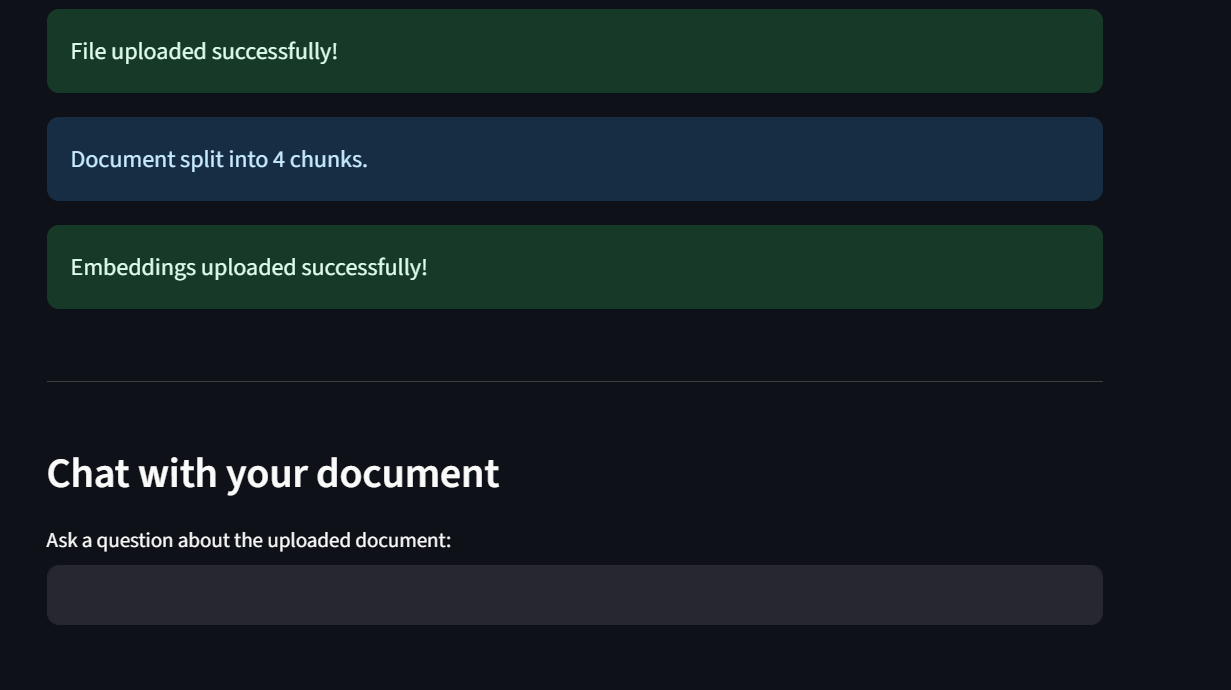 File uploaded successfully!
Document split into 4 chunks.
Embeddings uploaded successfully!
Chat with your document
Ask a question about the uploaded document: